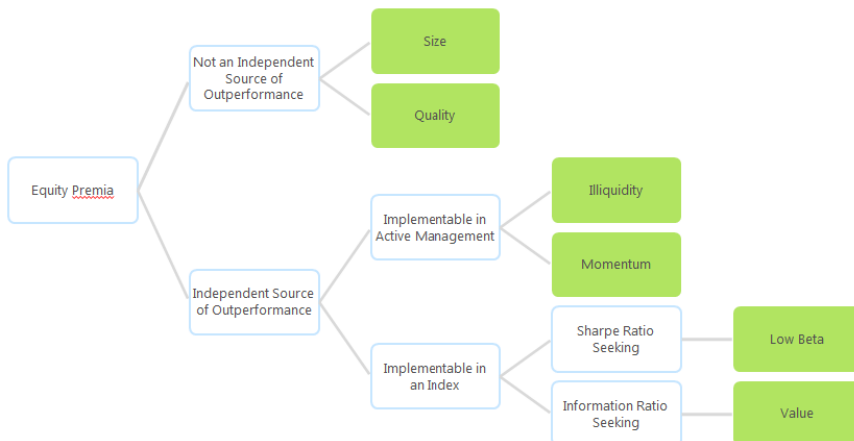 Size
Not an Independent
Source of
Outperformance
Quality
Equity Premia
Illiquidity
Implementable in
Active Management
Momentum
Independent Source
of Outperformance
Sharpe Ratio
Seeking
Low Beta
Implementable in
an Index
Information Ratio
Seeking
Value